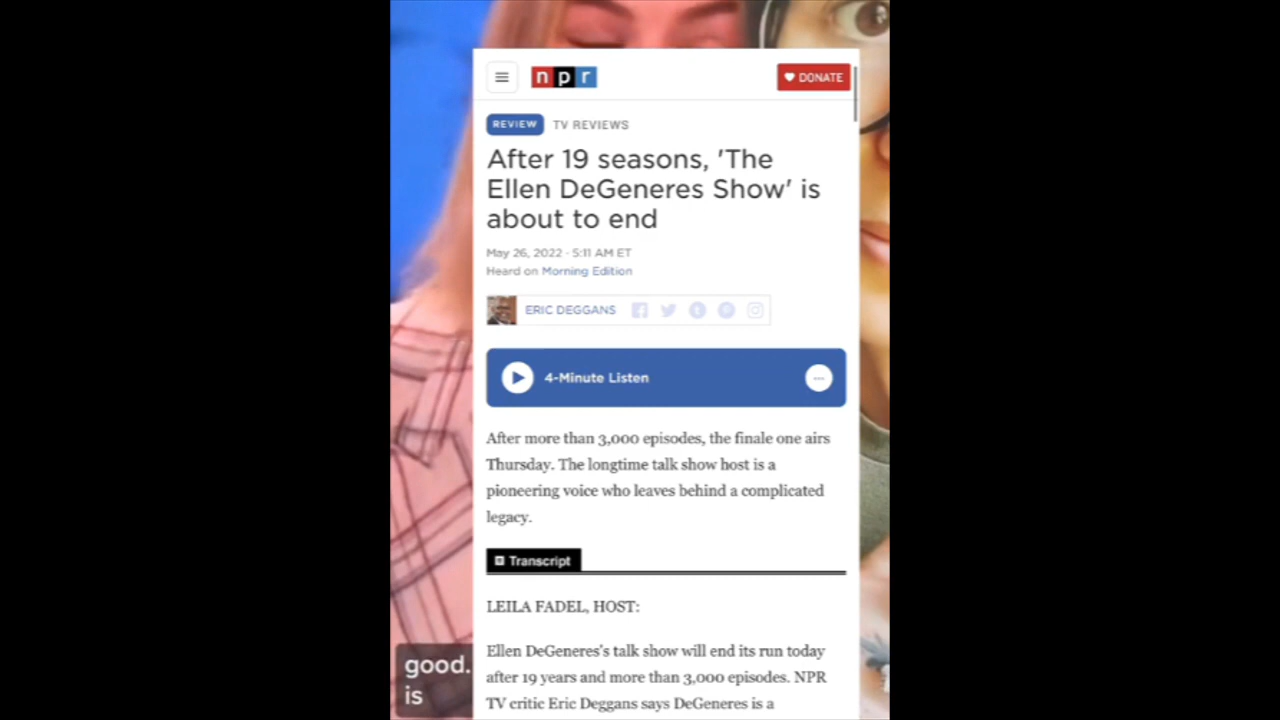 npr
DONATE
REVIEW TV REVIEWS
After 19 seasons, 'The
Ellen DeGeneres Show' is
about to end
May 26, 2022 · 5:11 AM ET
Heard on Morning Edition
ERIC DEGGANS
4-Minute Listen
After more than 3,000 episodes, the finale one airs
Thursday. The longtime talk show host is a
pioneering voice who leaves behind a complicated
legacy.
Transcript
LEILA FADEL, HOST:
Ellen DeGeneres's talk show will end its run today
after 19 years and more than 3,000 episodes. NPR
TV critic Eric Deggans says DeGeneres is a
good.
is